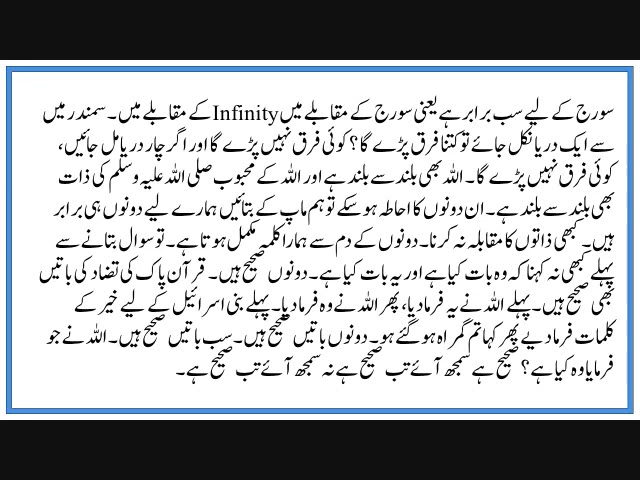 سورج کے لیے سب برابر ہے یعنی سورج کے مقابلے میں Infinity کے مقابلے میں۔ سمندر میں
سے ایک دریا نکل جائے تو کتنا فرق پڑے گا؟ کوئی فرق نہیں پڑے گا اور اگر چار دریا مل جائیں،
کوئی فرق نہیں پڑے گا۔ اللہ بھی بلند سے بلند ہے اور اللہ کے محبوب صلی اللہ علیہ وسلم کی ذات
بھی بلند سے بلند ہے۔ ان دونوں کا احاطہ ہو سکے تو ہم ماپ کے بتائیں ہمارے لیے دونوں ہی برابر
ہیں۔ کبھی ذاتوں کا مقابلہ نہ کرنا۔ دونوں کے دم سے ہمارا کلمہ مکمل ہوتا ہے۔ تو سوال بتانے سے
پہلے کبھی نہ کہنا کہ وہ بات کیا ہے اور یہ بات کیا ہے۔ دونوں صحیح ہیں۔ قرآن پاک کی تضاد کی باتیں
بھی صحیح ہیں۔ پہلے اللہ نے یہ فرما دیا، پھر اللہ نے وہ فرما دیا۔ پہلے بنی اسرائیل کے لیے خیر کے
کلمات فرما دیے پھر کہا تم گمراہ ہو گئے ہو۔ دونوں باتیں صحیح ہیں۔ سب باتیں صحیح ہیں۔ اللہ نے جو
فرمایا وہ کیا ہے؟ صحیح ہے سمجھ آئے تب صحیح ہے نہ سمجھ آئے تب صحیح ہے۔